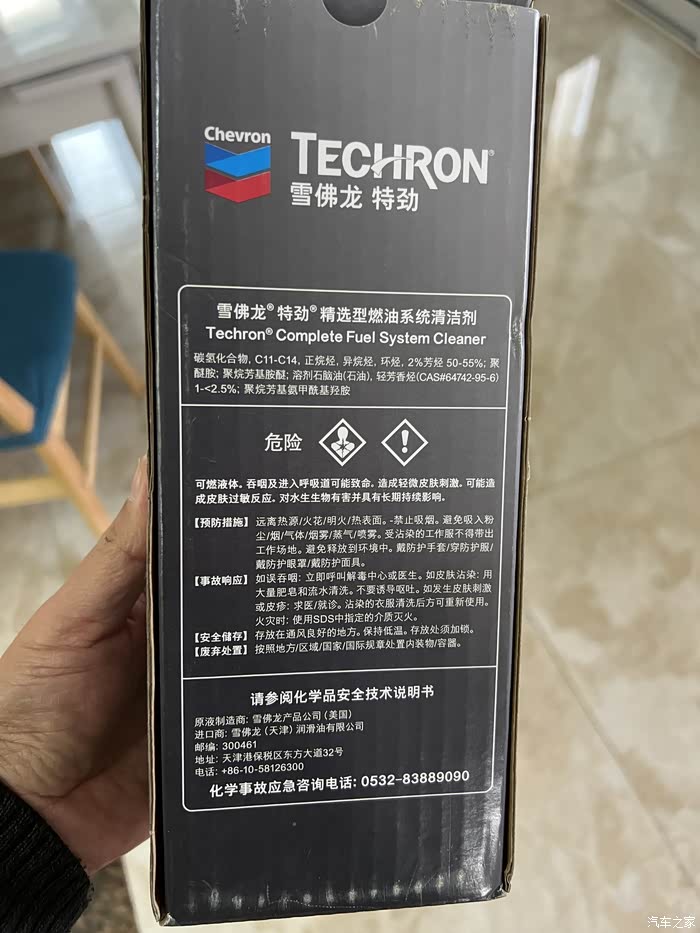 Chevron
TECHRON®
雪佛龙 特劲
雪佛龙®特劲®精选型燃油系统清洁剂
Techron® Complete Fuel System Cleaner
碳氢化合物, C11-C14, 正烷烃, 异烷烃, 环烃, 2%芳烃 50-55%; 聚
醚胺; 聚烷芳基胺醚; 溶剂石脑油(石油), 轻芳香烃(CAS#64742-95-6)
1-<2.5%; 聚烷芳基氨甲酰基羟胺
危险
可燃液体。吞咽及进入呼吸道可能致命。造成轻微皮肤刺激。可能造
成皮肤过敏反应。对水生生物有害并具有长期持续影响。
【预防措施】远离热源/火花/明火/热表面。-禁止吸烟。避免吸入粉
尘/烟/气体/烟雾/蒸气/喷雾。受沾染的工作服不得带出
工作场地。避免释放到环境中。戴防护手套/穿防护服/
戴防护眼罩/戴防护面具。
【事故响应】如误吞咽: 立即呼叫解毒中心或医生。如皮肤沾染: 用
大量肥皂和流水清洗。不要诱导呕吐。如发生皮肤刺激
或皮疹: 求医/就诊。沾染的衣服清洗后方可重新使用。
火灾时: 使用SDS中指定的介质灭火。
【安全储存】存放在通风良好的地方。保持低温。存放处须加锁。
【废弃处置】按照地方/区域/国家/国际规章处置内装物/容器。
请参阅化学品安全技术说明书
原液制造商: 雪佛龙产品公司 (美国)
进口商: 雪佛龙 (天津) 润滑油有限公司
邮编: 300461
地址: 天津港保税区东方大道32号
电话: +86-10-58126300
化学事故应急咨询电话: 0532-83889090
汽车之家